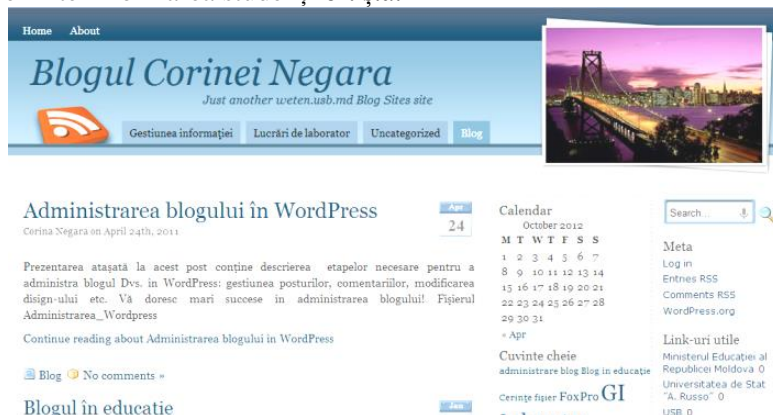 Home About
Blogul Corinei Negara
Just another weten.usb.md Blog Sites site
Gestiunea informației Lucrări de laborator Uncategorized Blog
Administrarea blogului în WordPress
Corina Negara on April 24th, 2011
Apr
24
Prezentarea atașată la acest post conține descrierea etapelor necesare pentru a
administra blogul Dvs. in WordPress: gestiunea posturilor, comentariilor, modificarea
disign-ului etc. Vă doresc mari succese in administrarea blogului! Fișierul
Administrarea_Wordpress
Continue reading about Administrarea blogului in WordPress
Blog No comments »
Blogul în educație
Jan
Calendar
October 2012
M T W T F S S
1 2 3 4 5 6 7
8 9 10 11 12 13 14
15 16 17 18 19 20 21
22 23 24 25 26 27 28
29 30 31
« Apr
Cuvinte cheie
administrare blog Blog Blog in educație
Cerințe fișier FoxPro GI
Search...
Meta
Log in
Entries RSS
Comments RSS
WordPress.org
Link-uri utile
Ministerul Educației al
Republicei Moldova 0
Universitatea de Stat
"A. Russo" 0
USB 0